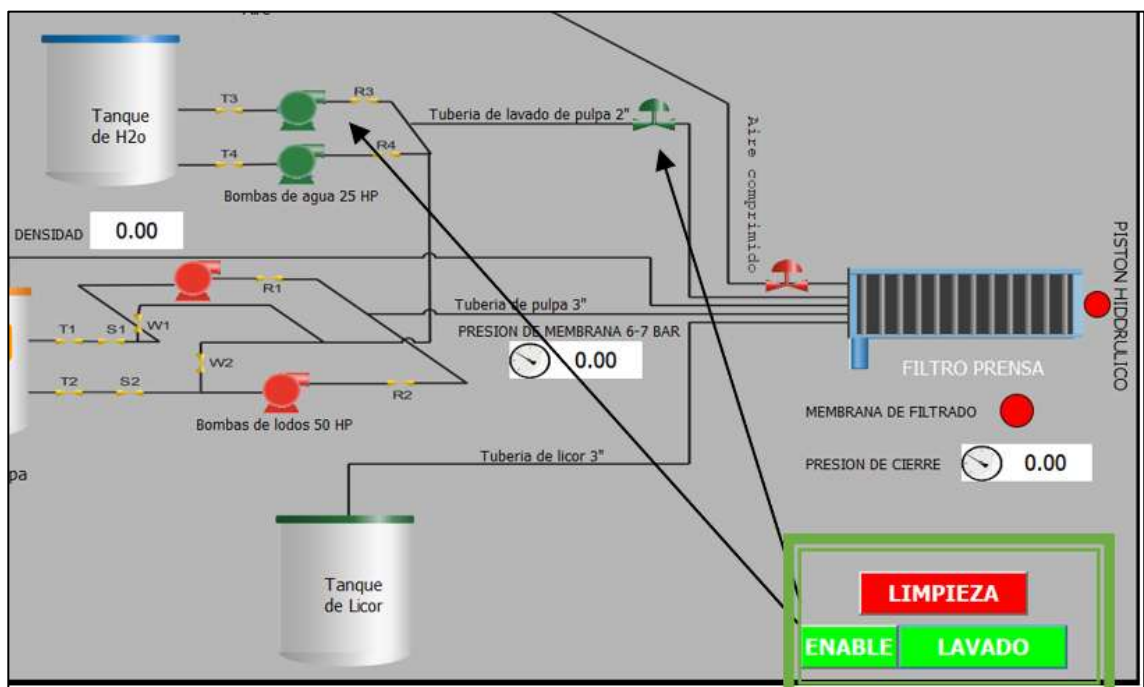 Tanque
de H2o
T3
R3
T4
R4
Bombas de agua 25 HP
Tuberia de lavado de pulpa 2"
Aire comprimido
DENSIDAD
0.00
R1
T1
S1
W1
Tuberia de pulpa 3"
PRESION DE MEMBRANA 6-7 BAR
0.00
W2
T2
S2
R2
Bombas de lodos 50 HP
PISTON HIDDRULICO
FILTRO PRENSA
MEMBRANA DE FILTRADO
PRESION DE CIERRE
0.00
Tuberia de licor 3"
pa
Tanque
de Licor
LIMPIEZA
ENABLE
LAVADO